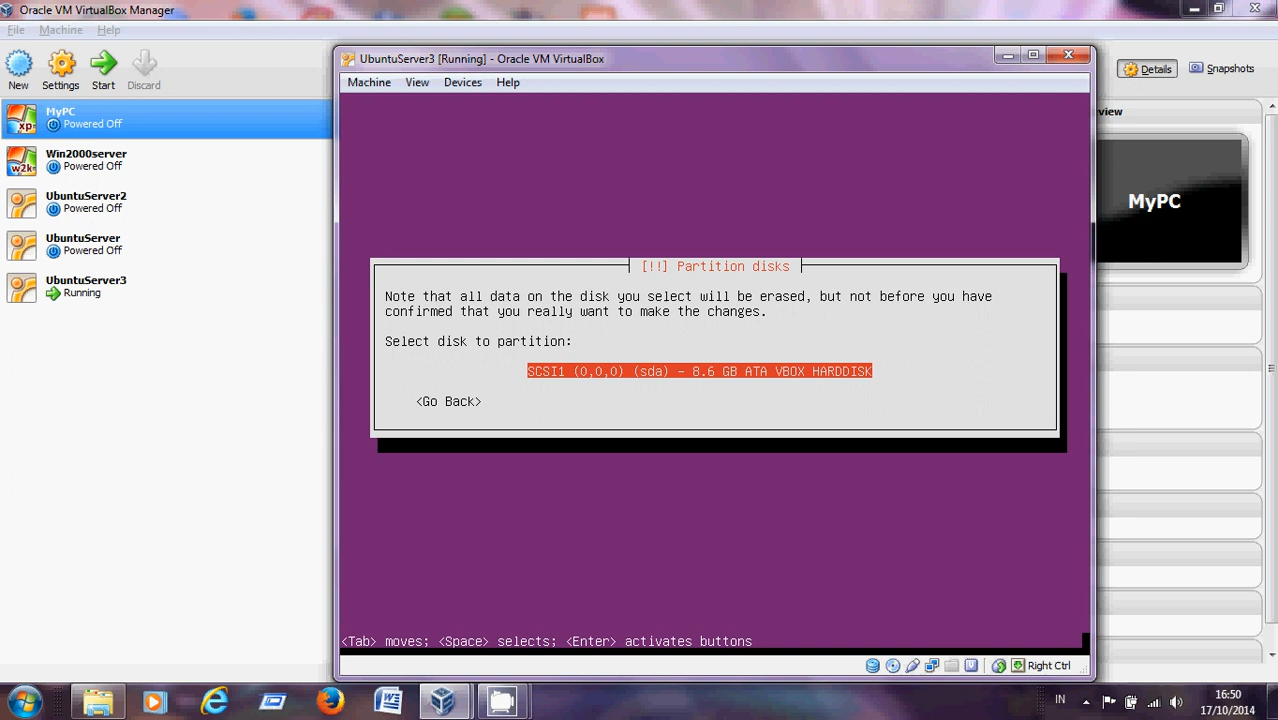 Oracle VM VirtualBox Manager
File Machine Help
New Settings Start Discard
Details Snapshots
MyPC
Powered Off
Win2000server
Powered Off
UbuntuServer2
Powered Off
UbuntuServer
Powered Off
UbuntuServer3
Running
xp
w2k
view
MyPC
UbuntuServer3 [Running] - Oracle VM VirtualBox
Machine View Devices Help
[!!] Partition disks
Note that all data on the disk you select will be erased, but not before you have
confirmed that you really want to make the changes.
Select disk to partition:
SCSI1 (0,0,0) (sda) - 8.6 GB ATA VBOX HARDDISK
<Go Back>
<Tab> moves; <Space> selects; <Enter> activates buttons
Right Ctrl
IN
16:50
17/10/2014